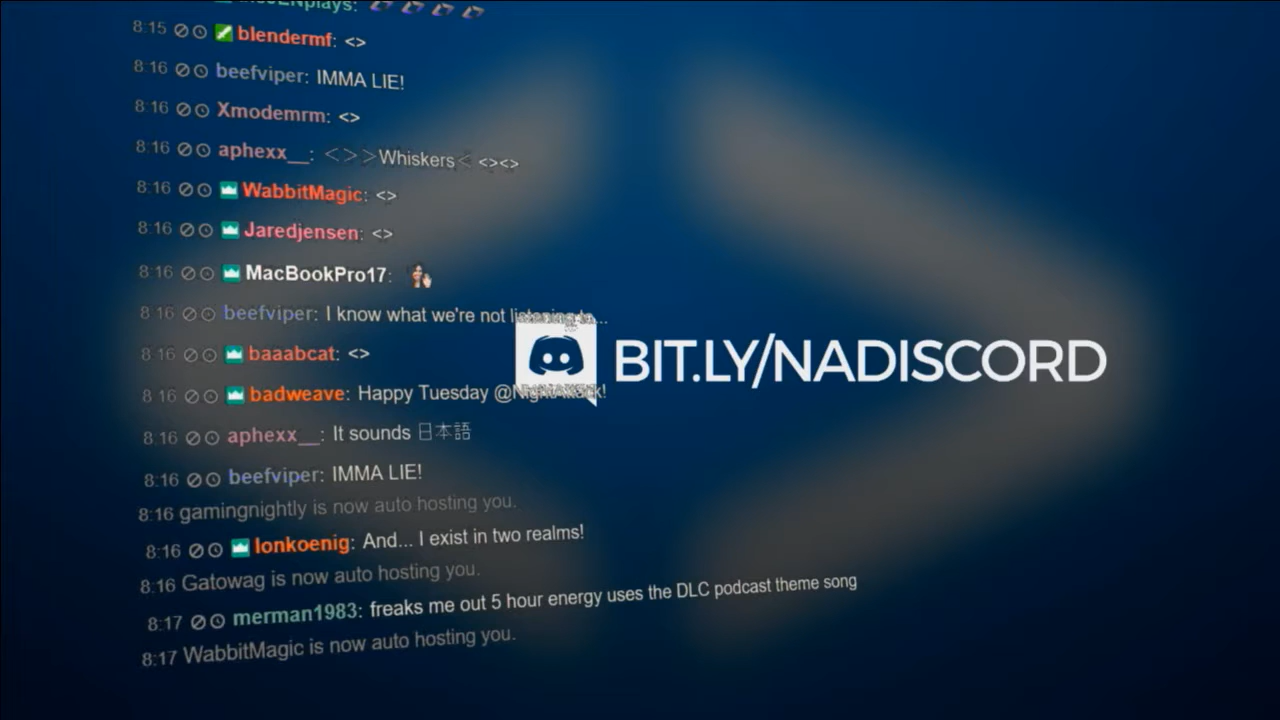 8:15 blendermf: <>
8:16 beefviper: IMMA LIE!
8:16 Xmodemrm: <>
8:16 aphexx__: <>>Whiskers< <><>
8:16 WabbitMagic: <>
8:16 Jaredjensen: <>
8:16 MacBookPro17:
8:16 beefviper: I know what we're not listening to...
8:16 baaabcat: <>
8:16 badweave: Happy Tuesday @NightAttack!
8:16 aphexx__: It sounds 日本語
8:16 beefviper: IMMA LIE!
8:16 gamingnightly is now auto hosting you.
8:16 lonkoenig: And... I exist in two realms!
8:16 Gatowag is now auto hosting you.
8:17 merman1983: freaks me out 5 hour energy uses the DLC podcast theme song
8:17 WabbitMagic is now auto hosting you.
BIT.LY/NADISCORD